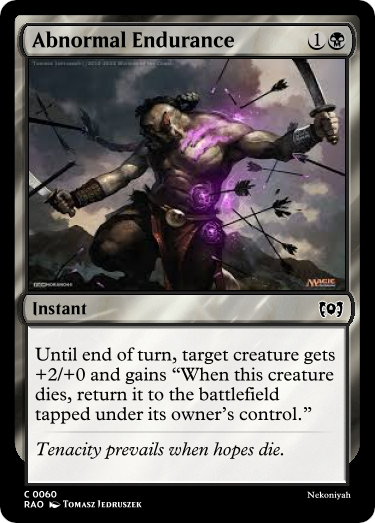 Abnormal Endurance 1
MAGIC
Instant
Until end of turn, target creature gets
+2/+0 and gains “When this creature
dies, return it to the battlefield
tapped under its owner’s control.”
Tenacity prevails when hopes die.
C 0060
Nekoniyah
RAO TOMASZ JEDRUSZEK